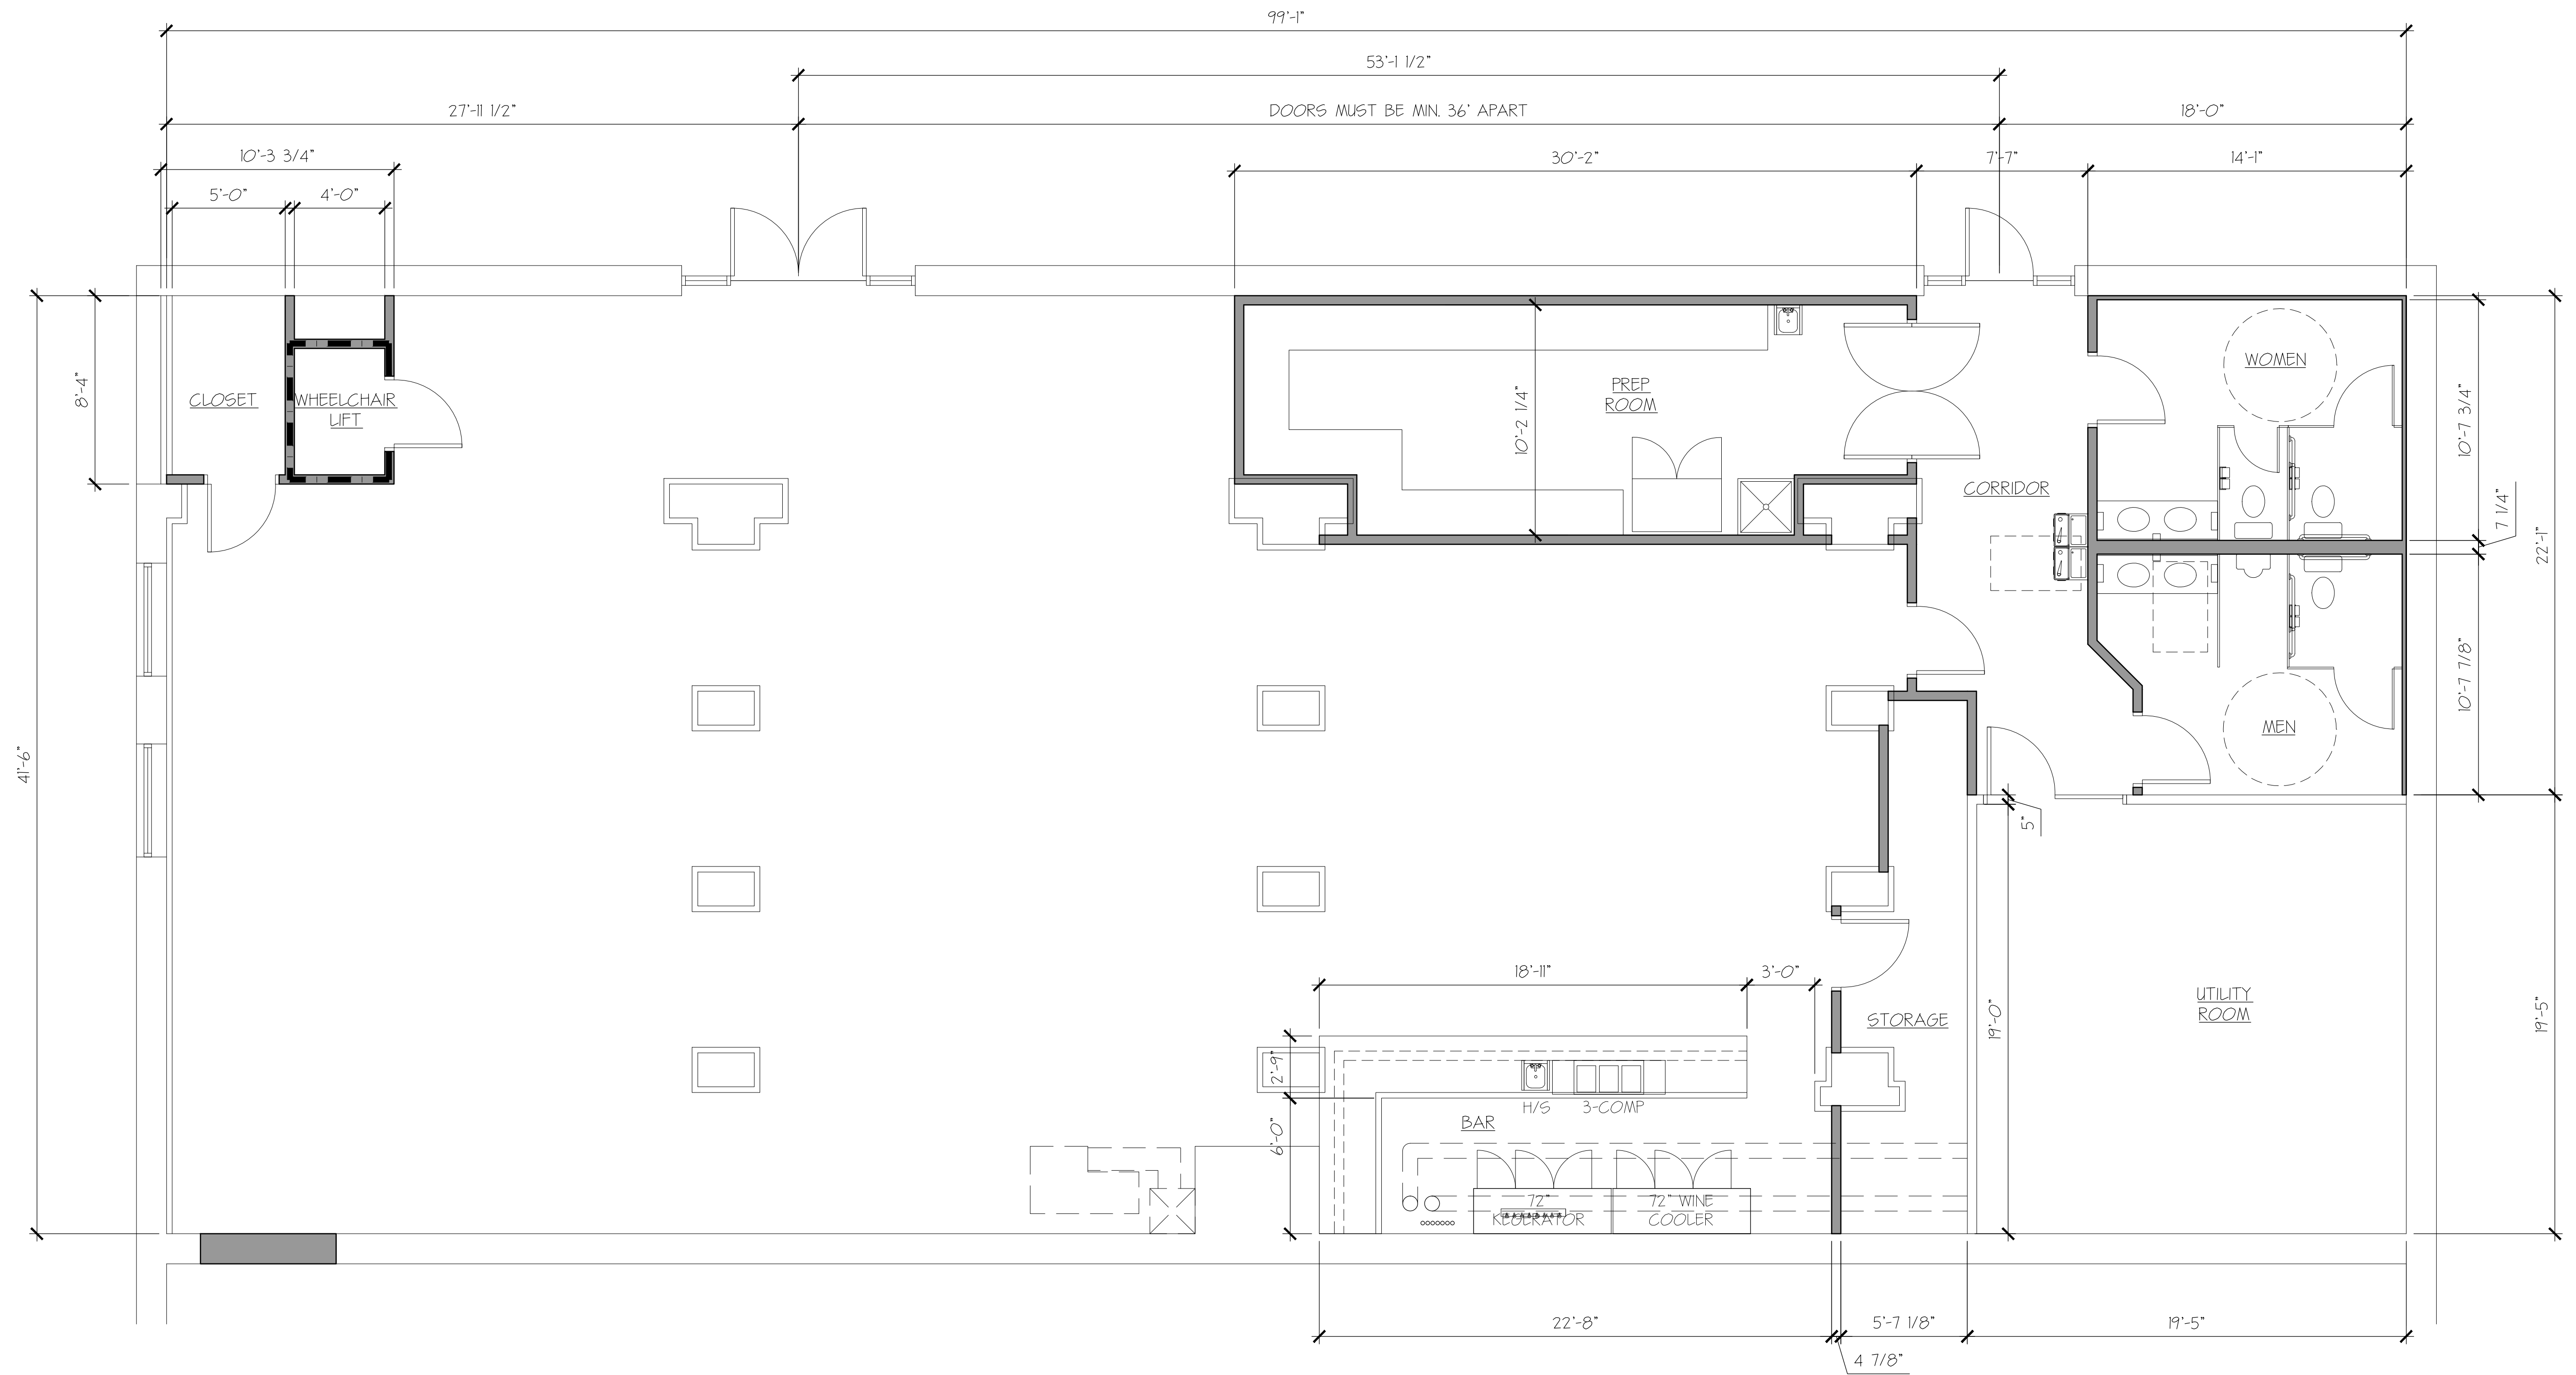 99'-1"
53'-1 1/2"
27'-11 1/2"
DOORS MUST BE MIN. 36' APART
18'-0"
10'-3 3/4"
30'-2"
7'-7"
14'-1"
5'-0"
4'-0"
8'-4"
CLOSET
WHEELCHAIR
LIFT
PREP
ROOM
10'-2 1/4"
WOMEN
10'-7 3/4"
CORRIDOR
7 1/4"
22'-1"
10'-7 7/8"
MEN
41'-6"
5"
18'-11"
3'-0"
STORAGE
19'-0"
UTILITY
ROOM
19'-5"
2'-9"
H/S
3-COMP
BAR
6'-0"
72"
KEGERATOR
72" WINE
COOLER
22'-8"
5'-7 1/8"
19'-5"
4 7/8"